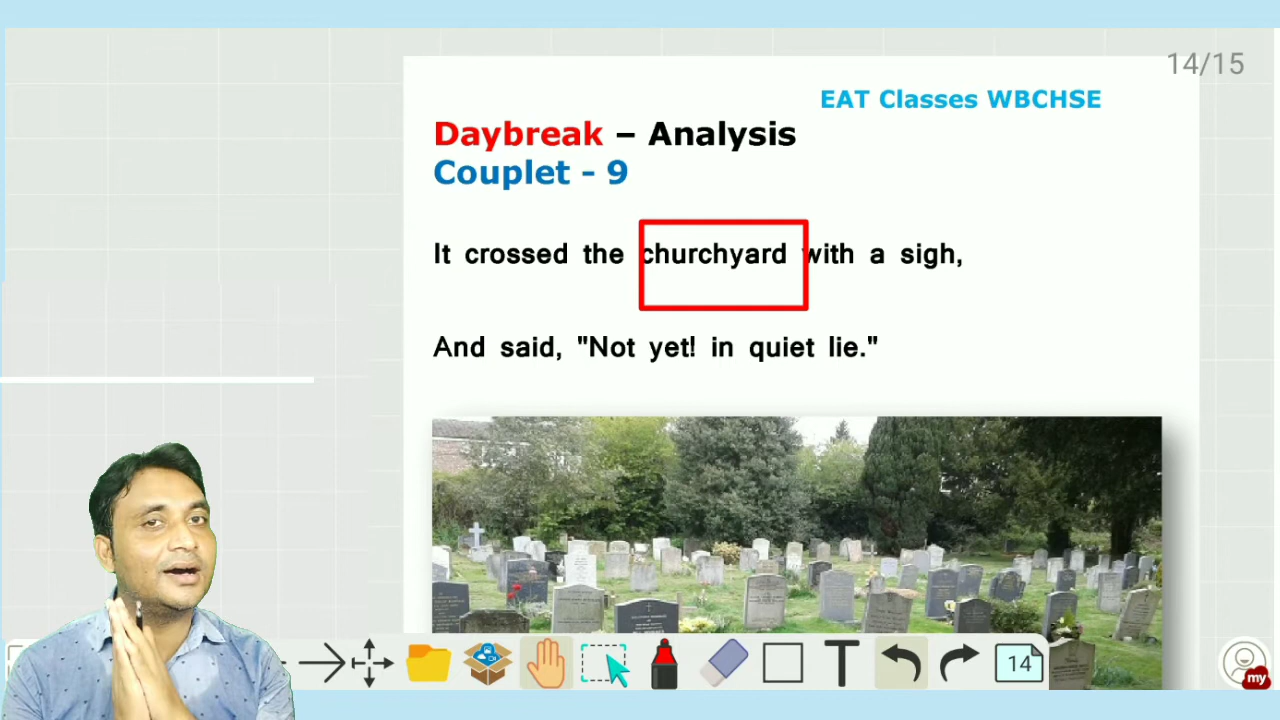 14/15
EAT Classes WBCHSE
Daybreak – Analysis
Couplet - 9
It crossed the churchyard with a sigh,
And said, "Not yet! in quiet lie."
T
14
my